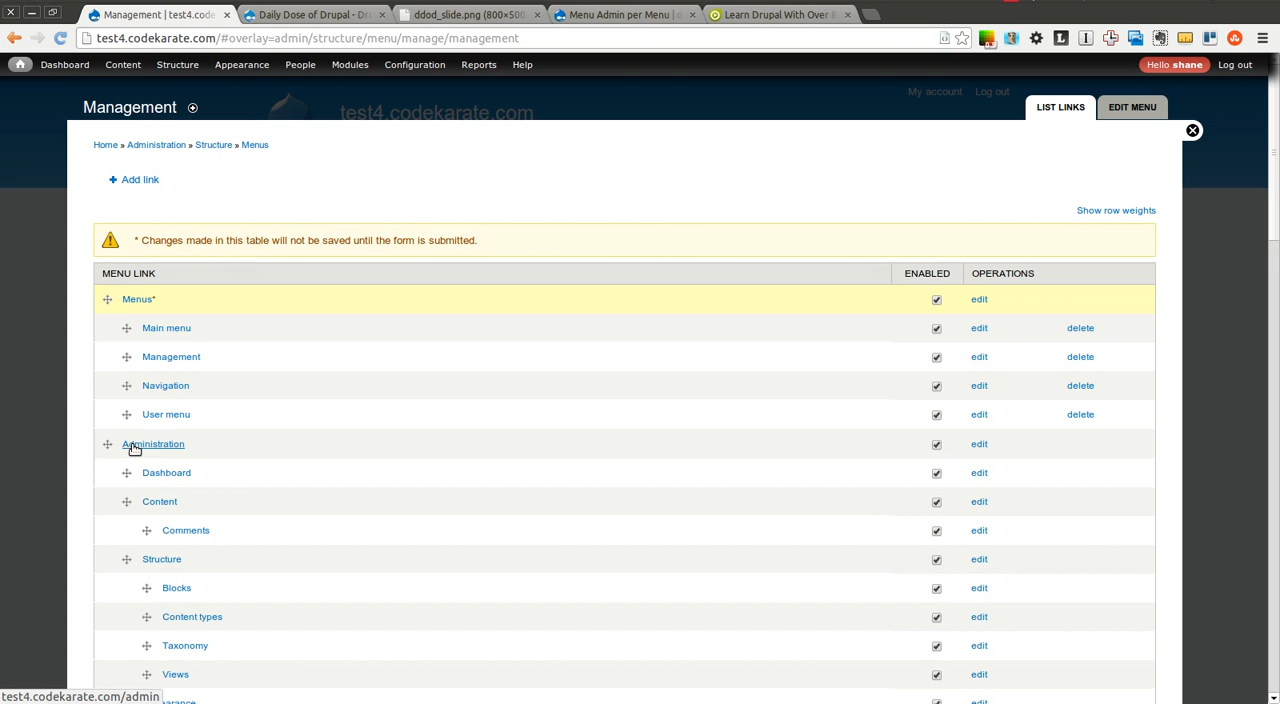 Management | test4.code
Daily Dose of Drupal - Dr
ddod_slide.png (800×500
Menu Admin per Menu | d
Learn Drupal With Over
test4.codekarate.com/#overlay=admin/structure/menu/manage/management
Dashboard Content Structure Appearance People Modules Configuration Reports Help Hello shane Log out
My account Log out
Management
test4.codekarate.com
LIST LINKS EDIT MENU
Home » Administration » Structure » Menus
Add link
Show row weights
* Changes made in this table will not be saved until the form is submitted.
MENU LINK ENABLED OPERATIONS
Menus* edit
Main menu edit delete
Management edit delete
Navigation edit delete
User menu edit delete
Administration edit
Dashboard edit
Content edit
Comments edit
Structure edit
Blocks edit
Content types edit
Taxonomy edit
Views edit
test4.codekarate.com/admin